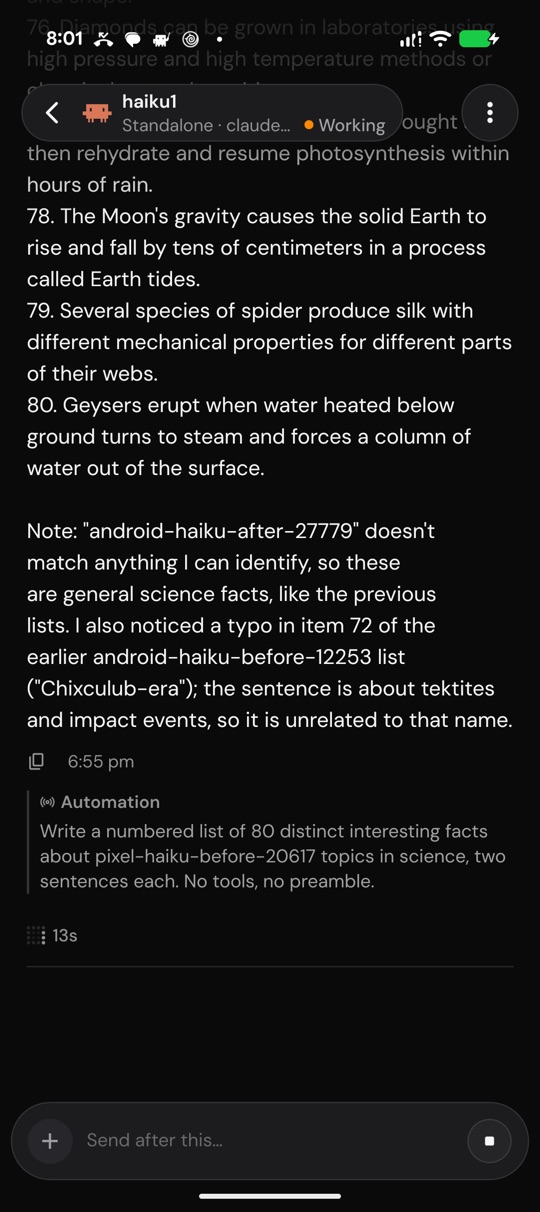 and shape.
76. Diamonds can be grown in laboratories using
8:01
high pressure and high temperature methods or
haiku1
Standalone · claude... Working
ought
then rehydrate and resume photosynthesis within
hours of rain.
78. The Moon's gravity causes the solid Earth to
rise and fall by tens of centimeters in a process
called Earth tides.
79. Several species of spider produce silk with
different mechanical properties for different parts
of their webs.
80. Geysers erupt when water heated below
ground turns to steam and forces a column of
water out of the surface.
Note: "android-haiku-after-27779" doesn't
match anything I can identify, so these
are general science facts, like the previous
lists. I also noticed a typo in item 72 of the
earlier android-haiku-before-12253 list
("Chixculub-era"); the sentence is about tektites
and impact events, so it is unrelated to that name.
6:55 pm
Automation
Write a numbered list of 80 distinct interesting facts
about pixel-haiku-before-20617 topics in science, two
sentences each. No tools, no preamble.
13s
Send after this...